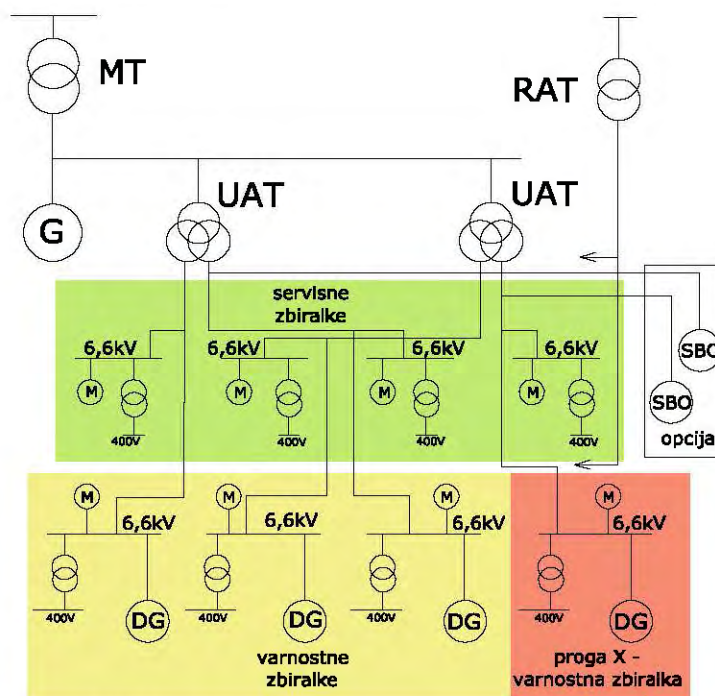 MT
RAT
UAT
UAT
G
servisne
zbiralke
6,6kV
6,6kV
6,6kV
6,6kV
M
M
M
M
400V
400V
400V
400V
SBO
SBO
opcija
M
M
M
M
6,6kV
6,6kV
6,6kV
6,6kV
400V
DG
400V
DG
400V
DG
400V
DG
varnostne
zbiralke
proga X -
varnostna zbiralka